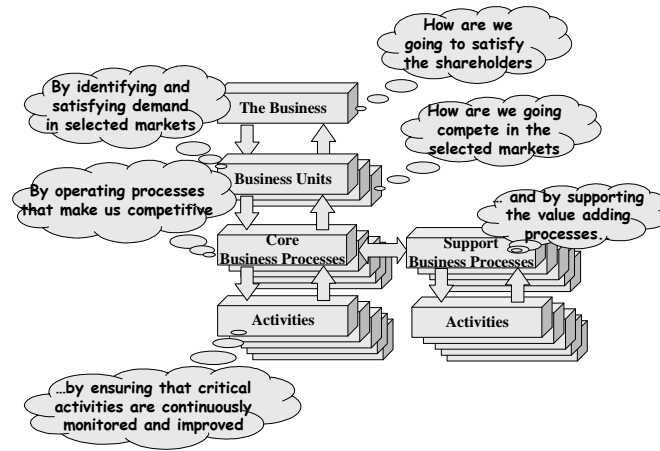 How are we
going to satisfy
the shareholders
By identifying and
satisfying demand
in selected markets
The Business
How are we going
compete in the
selected markets
Business Units
By operating processes
that make us competitive
… and by supporting
the value adding
processes..
Core
Business Processes
Support
Business Processes
Activities
Activities
…by ensuring that critical
activities are continuously
monitored and improved